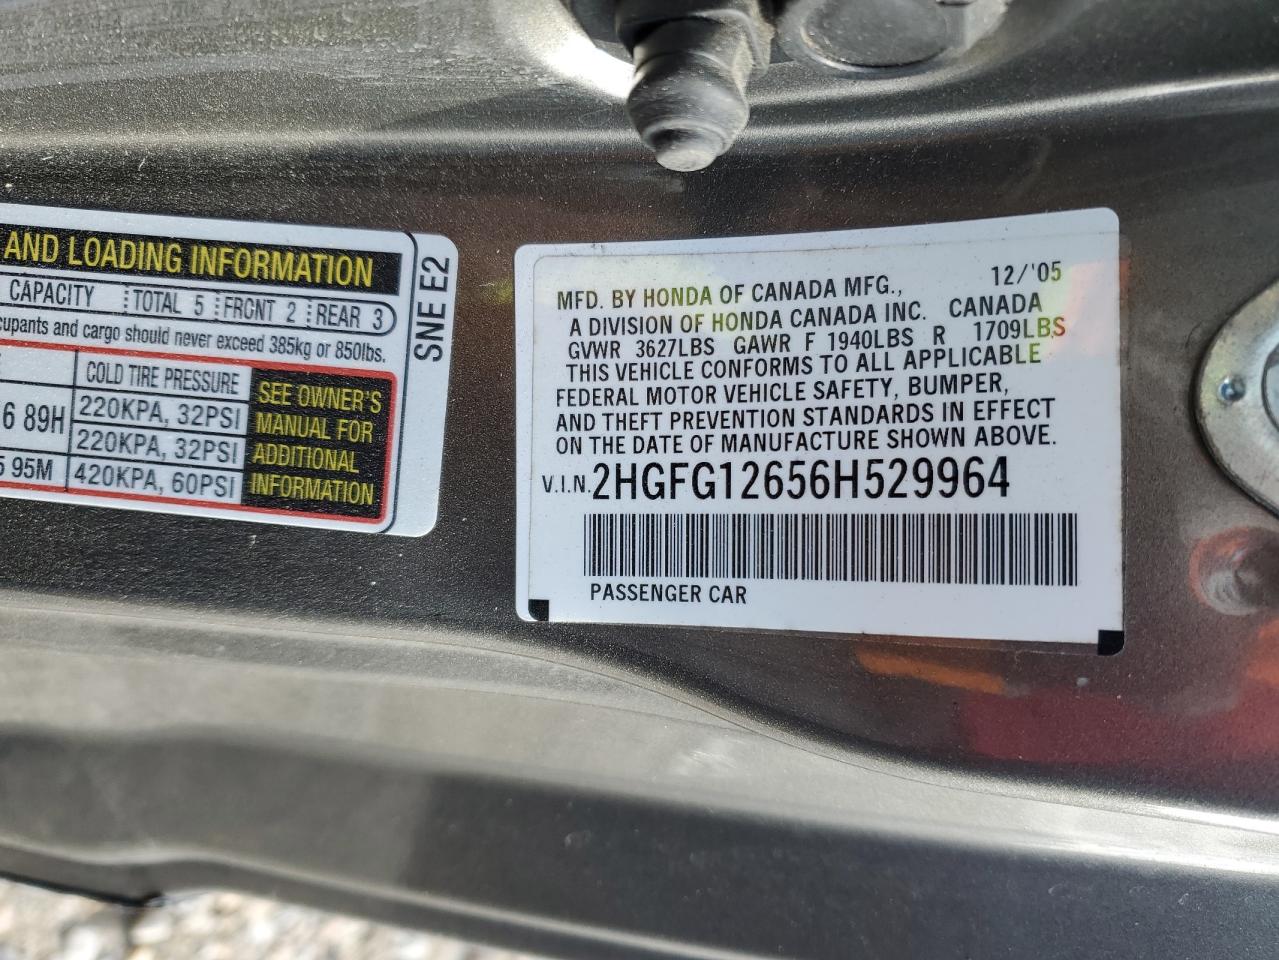 AND LOADING INFORMATION
CAPACITY TOTAL 5 FRONT 2 REAR 3
and cargo should never exceed 385kg or 850lbs.
COLD TIRE PRESSURE
6 89H 220KPA, 32PSI
220KPA, 32PSI
95M 420KPA, 60PSI
SEE OWNER'S
MANUAL FOR
ADDITIONAL
INFORMATION
SNE E2
MFD. BY HONDA OF CANADA MFG., 12/'05
A DIVISION OF HONDA CANADA INC. CANADA
GVWR 3627LBS GAWR F 1940LBS R 1709LBS
THIS VEHICLE CONFORMS TO ALL APPLICABLE
FEDERAL MOTOR VEHICLE SAFETY, BUMPER,
AND THEFT PREVENTION STANDARDS IN EFFECT
ON THE DATE OF MANUFACTURE SHOWN ABOVE.
V.I.N. 2HGFG12656H529964
PASSENGER CAR